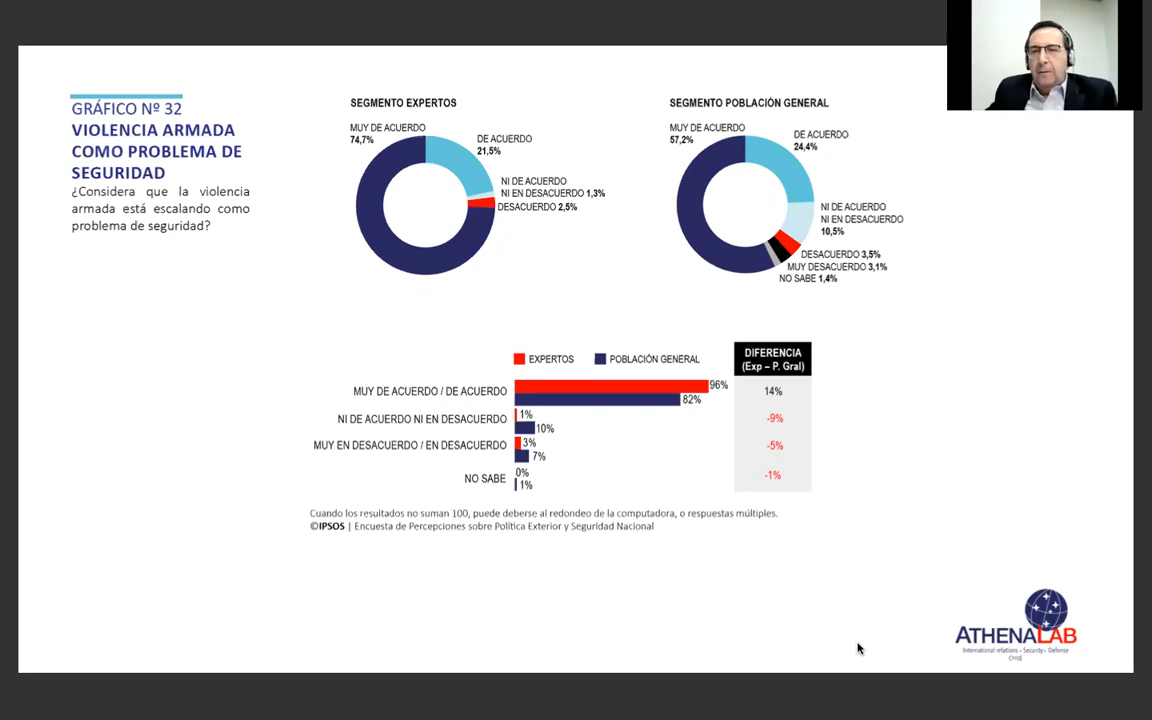 GRÁFICO Nº 32
VIOLENCIA ARMADA
COMO PROBLEMA DE
SEGURIDAD
¿Considera que la violencia
armada está escalando como
problema de seguridad?
SEGMENTO EXPERTOS
MUY DE ACUERDO
74,7%
DE ACUERDO
21,5%
NI DE ACUERDO
NI EN DESACUERDO 1,3%
DESACUERDO 2,5%
SEGMENTO POBLACIÓN GENERAL
MUY DE ACUERDO
57,2%
DE ACUERDO
24,4%
NI DE ACUERDO
NI EN DESACUERDO
10,5%
DESACUERDO 3,5%
MUY DESACUERDO 3,1%
NO SABE 1,4%
EXPERTOS
POBLACIÓN GENERAL
DIFERENCIA
(Exp – P. Gral)
MUY DE ACUERDO / DE ACUERDO
96%
82%
14%
NI DE ACUERDO NI EN DESACUERDO
1%
10%
-9%
MUY EN DESACUERDO / EN DESACUERDO
3%
7%
-5%
NO SABE
0%
1%
-1%
Cuando los resultados no suman 100, puede deberse al redondeo de la computadora, o respuestas múltiples.
©IPSOS | Encuesta de Percepciones sobre Política Exterior y Seguridad Nacional
ATHENALAB
International relations • Security • Defense
CHILE